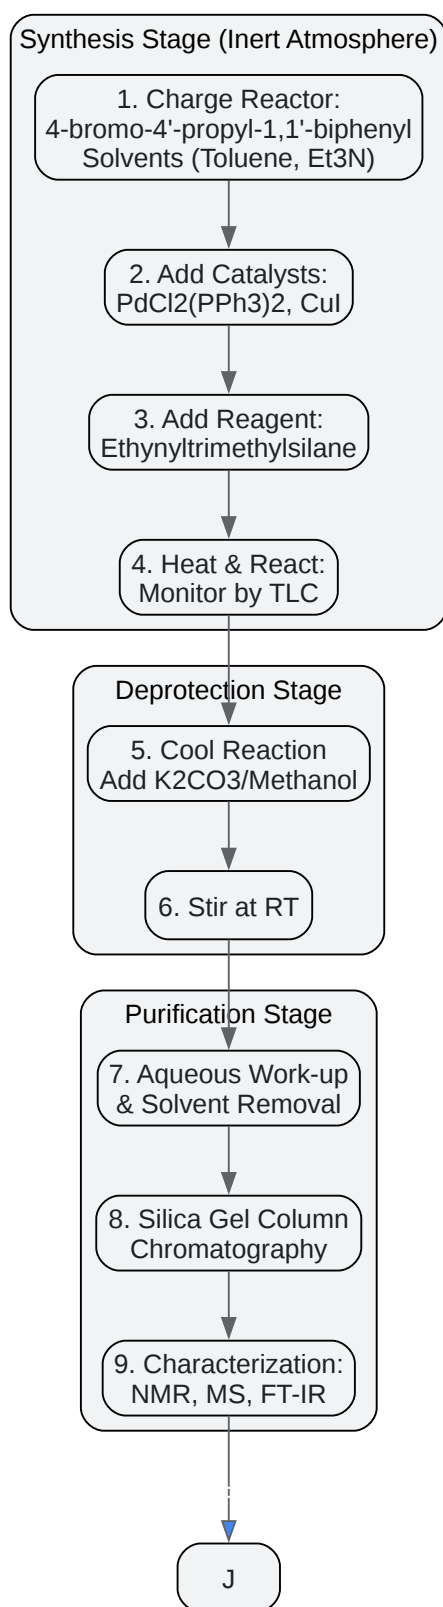 Synthesis Stage (Inert Atmosphere)
1. Charge Reactor:
4-bromo-4'-propyl-1,1'-biphenyl
Solvents (Toluene, Et3N)
2. Add Catalysts:
PdCl2(PPh3)2, CuI
3. Add Reagent:
Ethynyltrimethylsilane
4. Heat & React:
Monitor by TLC
Deprotection Stage
5. Cool Reaction
Add K2CO3/Methanol
6. Stir at RT
Purification Stage
7. Aqueous Work-up
& Solvent Removal
8. Silica Gel Column
Chromatography
9. Characterization:
NMR, MS, FT-IR
J